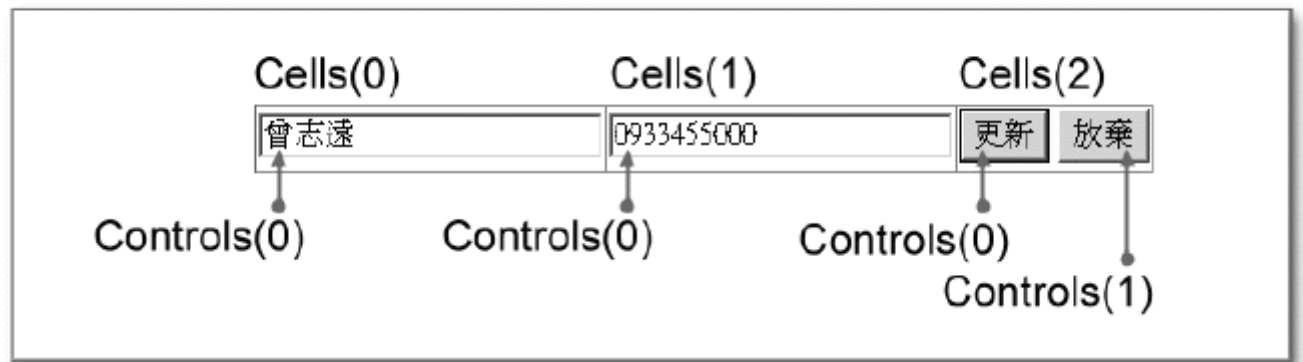 Cells(0) Cells(1) Cells(2)
曾志遠 0933455000 更新 放棄
Controls(0) Controls(0) Controls(0)
Controls(1)